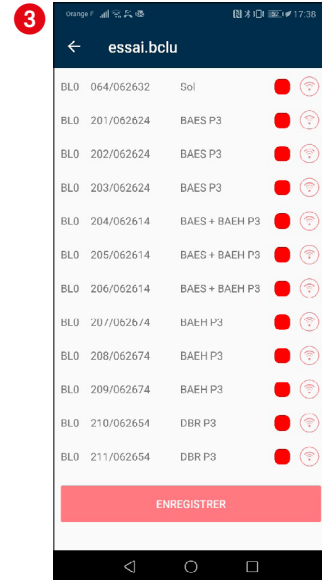 3
Orange F 17:38
essai.bclu
BL0 064/062632 Sol
BL0 201/062624 BAES P3
BL0 202/062624 BAES P3
BL0 203/062624 BAES P3
BL0 204/062614 BAES + BAEH P3
BL0 205/062614 BAES + BAEH P3
BL0 206/062614 BAES + BAEH P3
BL0 207/062674 BAEH P3
BL0 208/062674 BAEH P3
BL0 209/062674 BAEH P3
BL0 210/062654 DBR P3
BL0 211/062654 DBR P3
ENREGISTRER